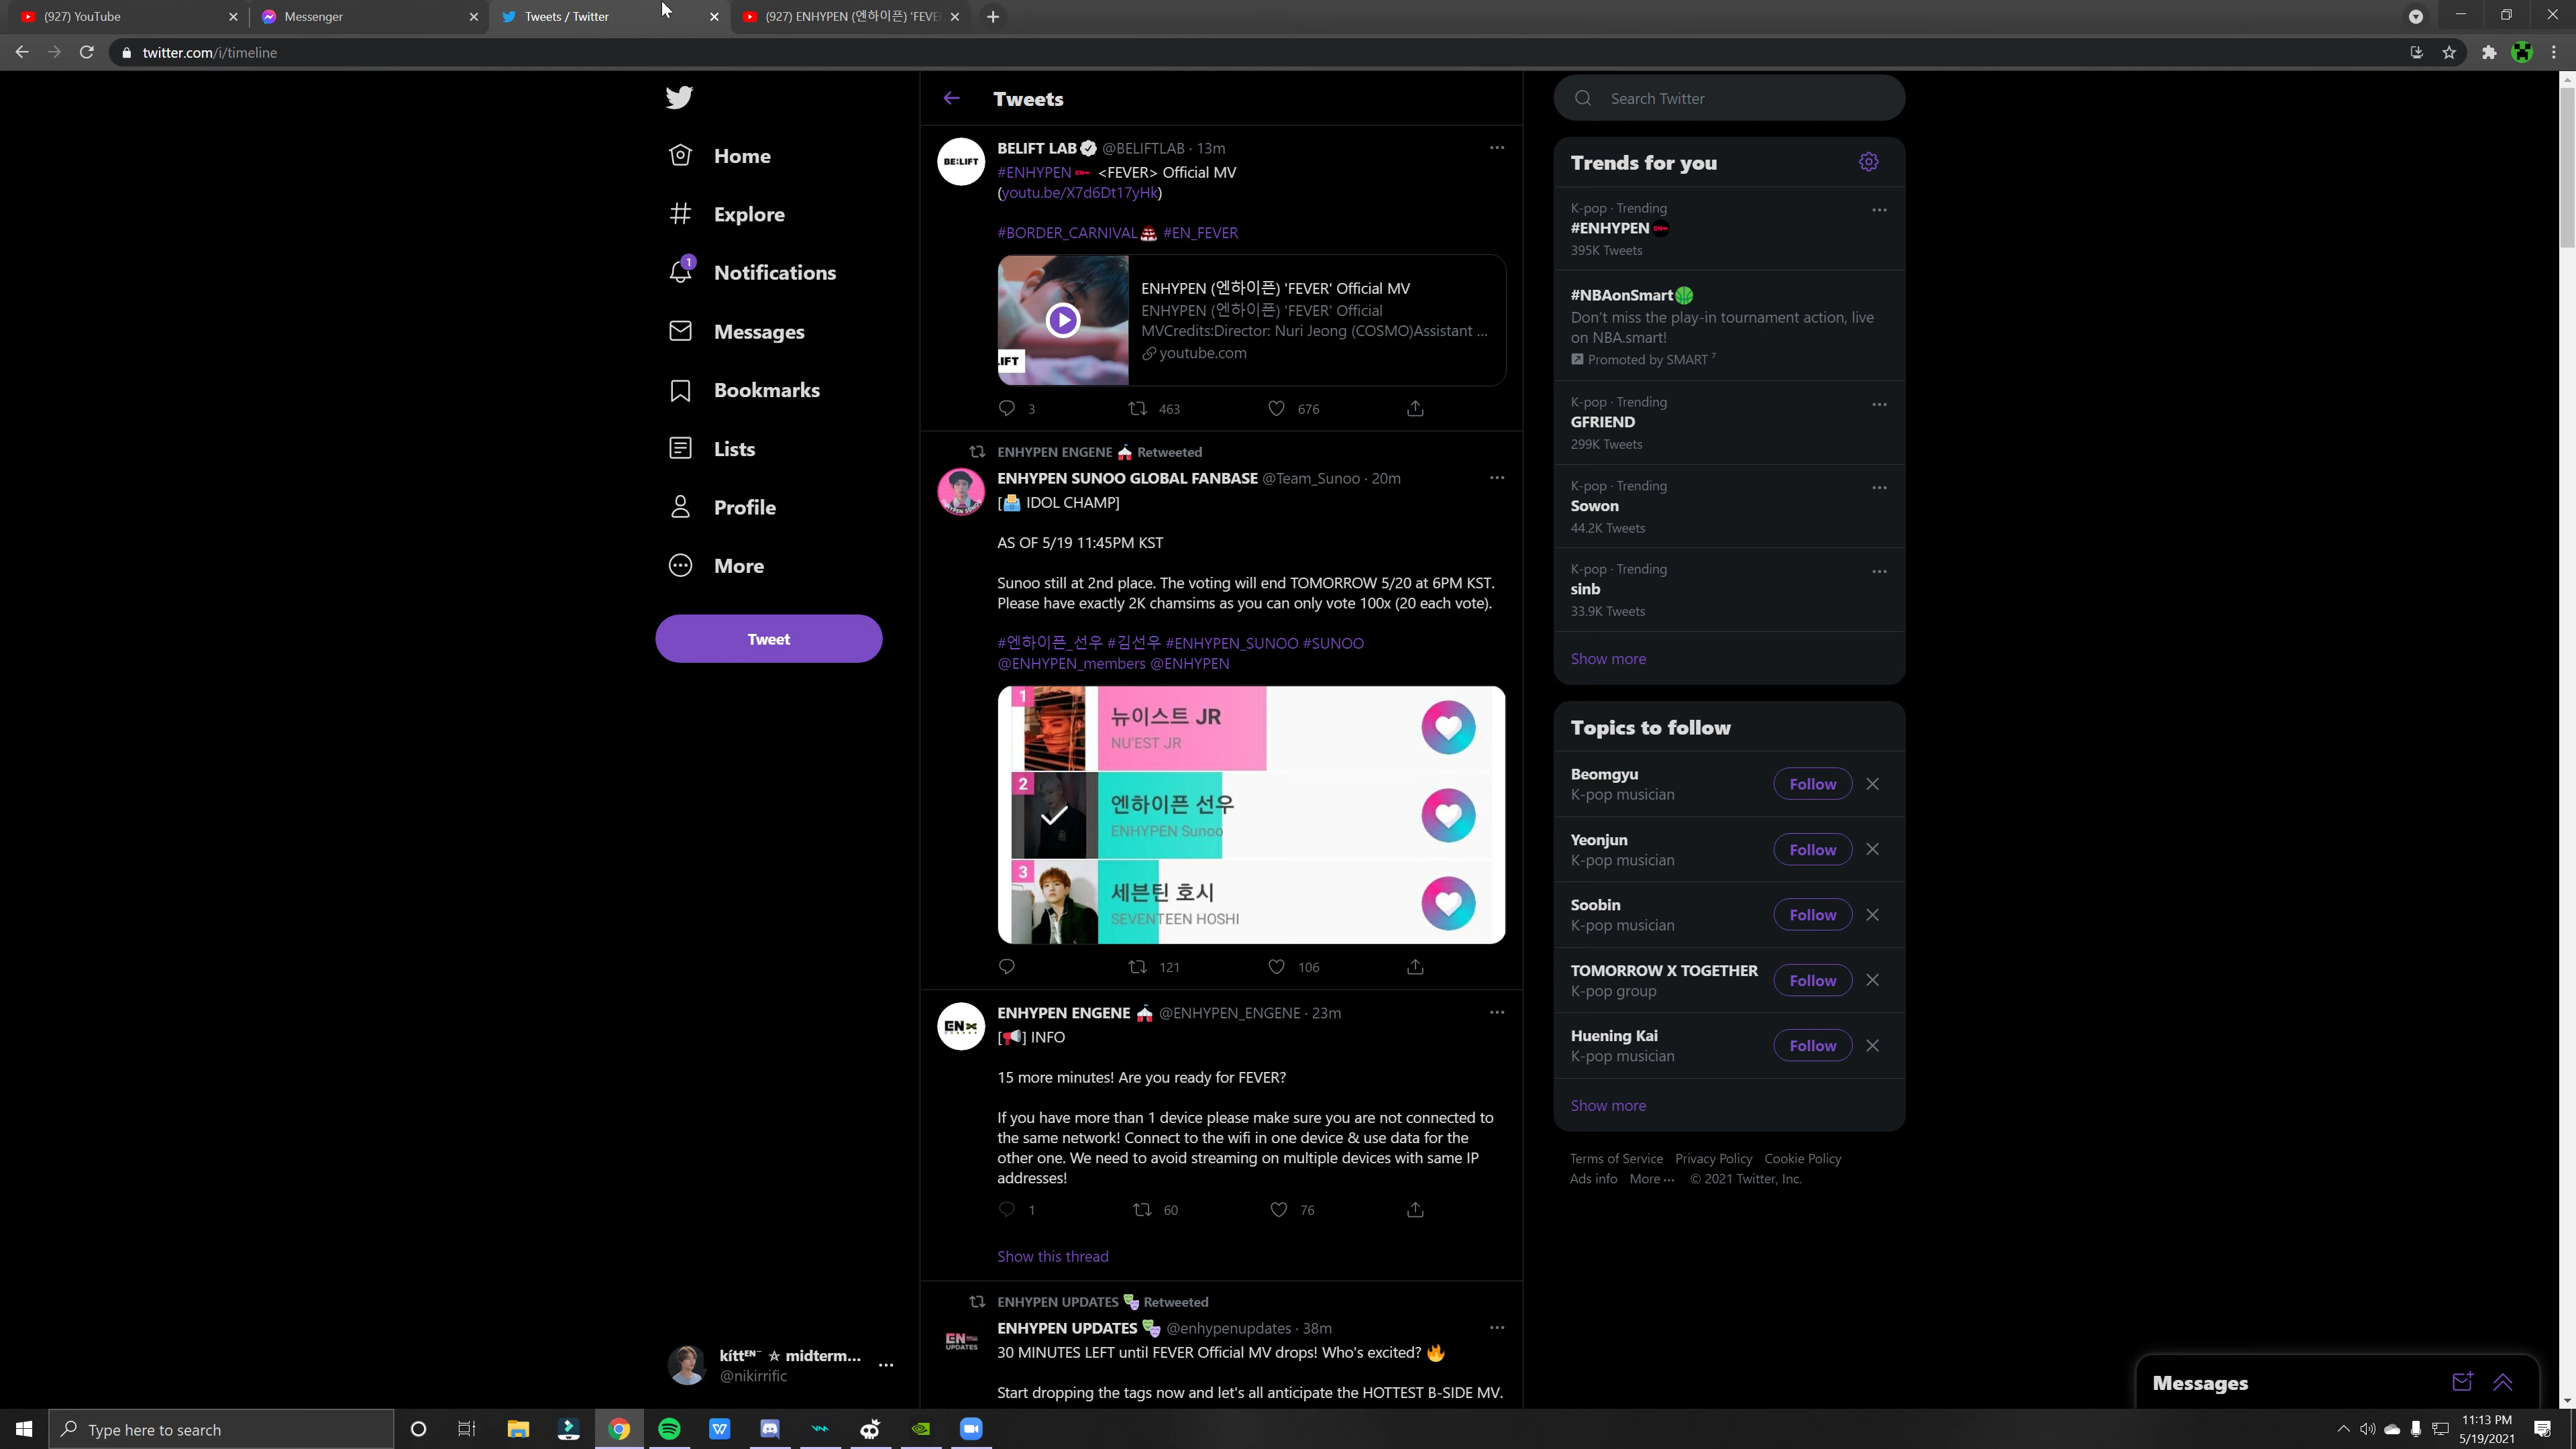 (927) YouTube
Messenger
Tweets / Twitter
(927) ENHYPEN (엔하이픈) 'FEVE
twitter.com/i/timeline
Home
Explore
1
Notifications
Messages
Bookmarks
Lists
Profile
More
Tweet
kíttᴱᴺ⁻ ☆ midterm...
@nikirrific
Tweets
BE:LIFT
BELIFT LAB @BELIFTLAB · 13m
#ENHYPEN <FEVER> Official MV
(youtu.be/X7d6Dt17yHk)
#BORDER_CARNIVAL #EN_FEVER
IFT
ENHYPEN (엔하이픈) 'FEVER' Official MV
ENHYPEN (엔하이픈) 'FEVER' Official
MVCredits:Director: Nuri Jeong (COSMO)Assistant ...
youtube.com
3 463 676
ENHYPEN ENGENE Retweeted
ENHYPEN SUNOO GLOBAL FANBASE @Team_Sunoo · 20m
[🗳 IDOL CHAMP]
AS OF 5/19 11:45PM KST
Sunoo still at 2nd place. The voting will end TOMORROW 5/20 at 6PM KST.
Please have exactly 2K chamsims as you can only vote 100x (20 each vote).
#엔하이픈_선우 #김선우 #ENHYPEN_SUNOO #SUNOO
@ENHYPEN_members @ENHYPEN
1
뉴이스트 JR
NU'EST JR
2
엔하이픈 선우
ENHYPEN Sunoo
3
세븐틴 호시
SEVENTEEN HOSHI
121 106
EN
ENHYPEN ENGENE @ENHYPEN_ENGENE · 23m
[📢] INFO
15 more minutes! Are you ready for FEVER?
If you have more than 1 device please make sure you are not connected to
the same network! Connect to the wifi in one device & use data for the
other one. We need to avoid streaming on multiple devices with same IP
addresses!
1 60 76
Show this thread
ENHYPEN UPDATES Retweeted
EN
UPDATES
ENHYPEN UPDATES @enhypenupdates · 38m
30 MINUTES LEFT until FEVER Official MV drops! Who's excited? 🔥
Start dropping the tags now and let's all anticipate the HOTTEST B-SIDE MV.
Search Twitter
Trends for you
K-pop · Trending
#ENHYPEN
395K Tweets
#NBAonSmart
Don't miss the play-in tournament action, live
on NBA.smart!
Promoted by SMART ⁷
K-pop · Trending
GFRIEND
299K Tweets
K-pop · Trending
Sowon
44.2K Tweets
K-pop · Trending
sinb
33.9K Tweets
Show more
Topics to follow
Beomgyu
K-pop musician
Follow
Yeonjun
K-pop musician
Follow
Soobin
K-pop musician
Follow
TOMORROW X TOGETHER
K-pop group
Follow
Huening Kai
K-pop musician
Follow
Show more
Terms of Service Privacy Policy Cookie Policy
Ads info More ··· © 2021 Twitter, Inc.
Messages
Type here to search
11:13 PM
5/19/2021